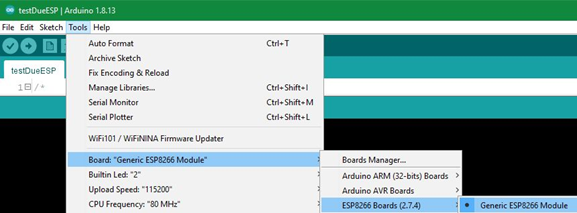 testDueESP | Arduino 1.8.13
File Edit Sketch Tools Help
testDueESP
1 /*
Auto Format Ctrl+T
Archive Sketch
Fix Encoding & Reload
Manage Libraries... Ctrl+Shift+I
Serial Monitor Ctrl+Shift+M
Serial Plotter Ctrl+Shift+L
WiFi101 / WiFiNINA Firmware Updater
Board: "Generic ESP8266 Module"
Builtin Led: "2"
Upload Speed: "115200"
CPU Frequency: "80 MHz"
Boards Manager...
Arduino ARM (32-bits) Boards
Arduino AVR Boards
ESP8266 Boards (2.7.4)
Generic ESP8266 Module